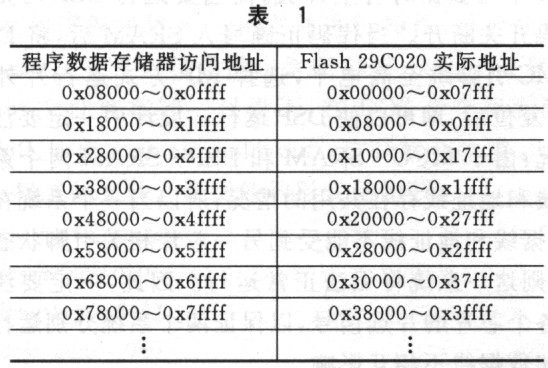 表 1
程序数据存储器访问地址 Flash 29C020 实际地址
0x08000～0x0ffff 0x00000～0x07fff
0x18000～0x1ffff 0x08000～0x0ffff
0x28000～0x2ffff 0x10000～0x17fff
0x38000～0x3ffff 0x18000～0x1ffff
0x48000～0x4ffff 0x20000～0x27fff
0x58000～0x5ffff 0x28000～0x2ffff
0x68000～0x6ffff 0x30000～0x37fff
0x78000～0x7ffff 0x38000～0x3ffff
⋮ ⋮